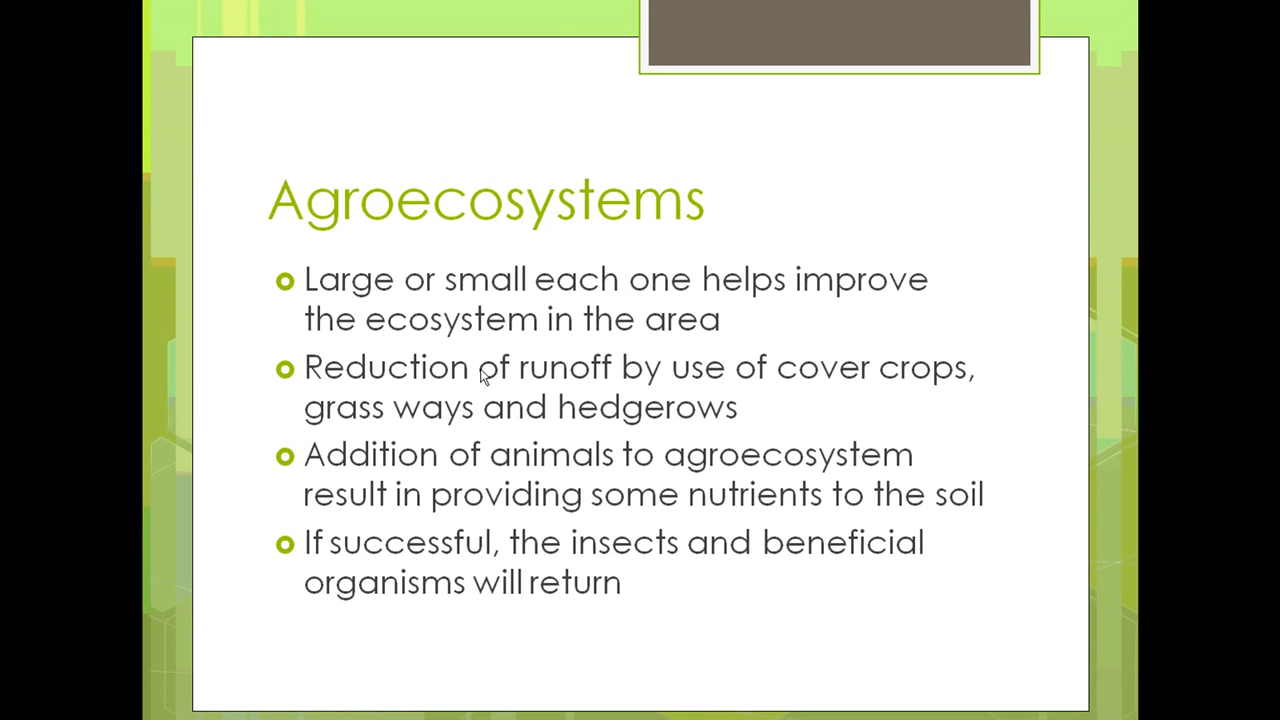 Agroecosystems
Large or small each one helps improve
the ecosystem in the area
Reduction of runoff by use of cover crops,
grass ways and hedgerows
Addition of animals to agroecosystem
result in providing some nutrients to the soil
If successful, the insects and beneficial
organisms will return